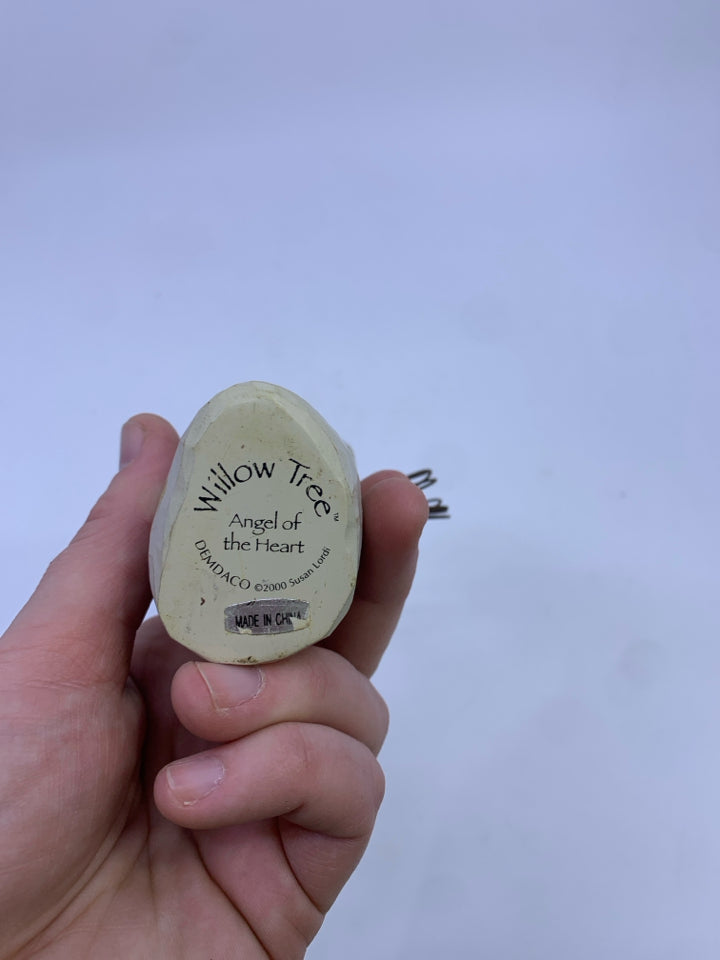 Willow Tree™
Angel of
the Heart
DEMDACO ©2000 Susan Lordi
MADE IN CHINA